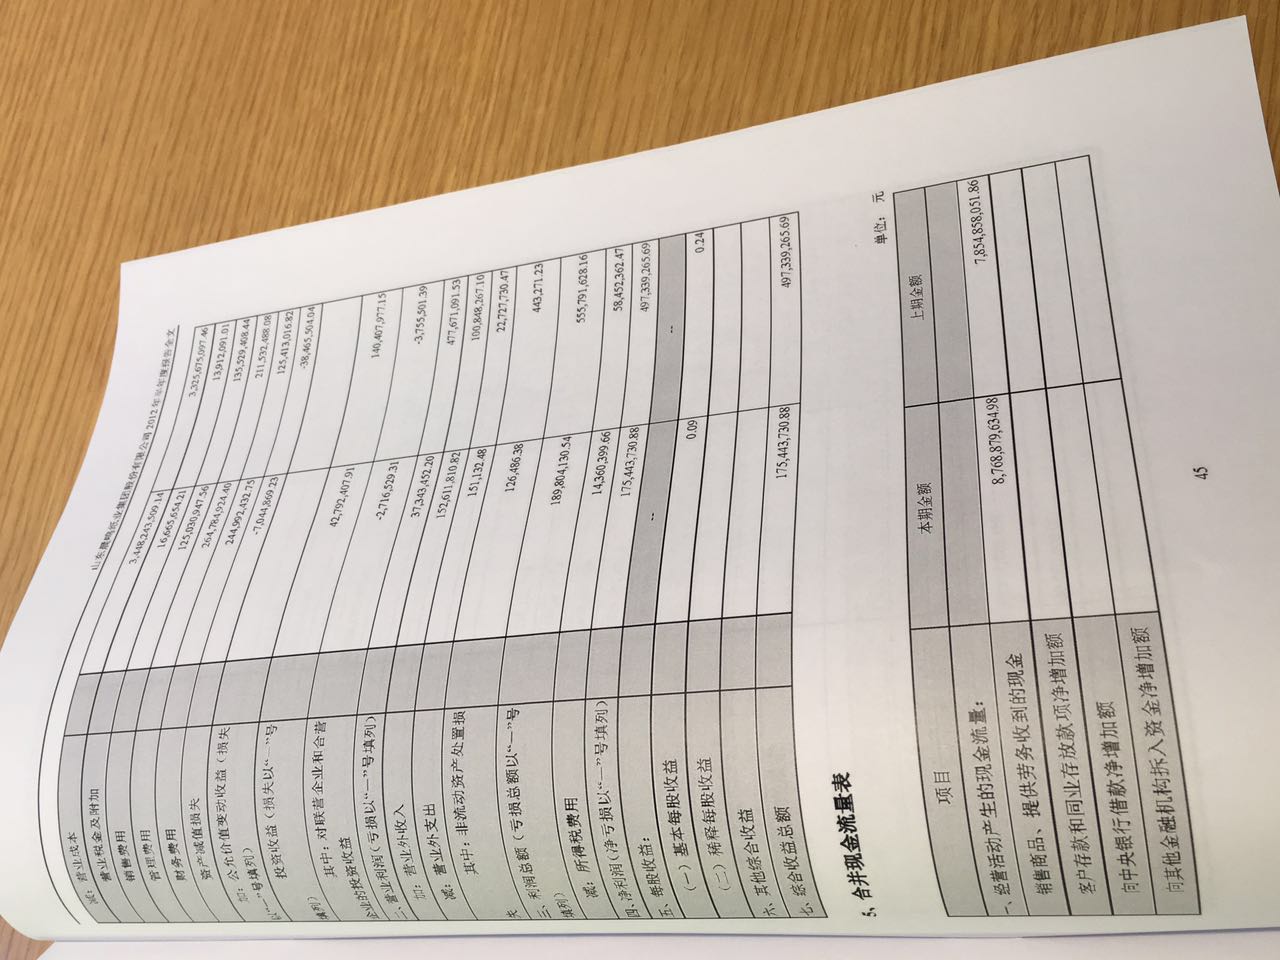 山东晨鸣纸业集团股份有限公司 2012 年半年度报告全文
减：营业成本 3,448,243,509.14 3,325,675,097.46
营业税金及附加 16,665,654.21 13,912,091.01
销售费用 125,030,947.56 135,529,408.44
管理费用 264,784,924.40 211,532,488.08
财务费用 244,992,432.75 125,413,016.82
资产减值损失 -7,044,869.23 -38,465,504.04
加：公允价值变动收益（损失
以“－”号填列）
投资收益（损失以“－”号
填列） 42,792,407.91 140,407,977.15
其中：对联营企业和合营
企业的投资收益 -2,716,529.31 -3,755,501.39
二、营业利润（亏损以“－”号填列） 37,343,452.20 477,671,091.53
加：营业外收入 152,611,810.82 100,848,267.10
减：营业外支出 151,132.48 22,727,730.47
其中：非流动资产处置损
失 126,486.38 443,271.23
三、利润总额（亏损总额以“－”号
填列） 189,804,130.54 555,791,628.16
减：所得税费用 14,360,399.66 58,452,362.47
四、净利润（净亏损以“－”号填列） 175,443,730.88 497,339,265.69
五、每股收益： -- --
（一）基本每股收益 0.09 0.24
（二）稀释每股收益
六、其他综合收益
七、综合收益总额 175,443,730.88 497,339,265.69
5、合并现金流量表
单位：元
项目 本期金额 上期金额
一、经营活动产生的现金流量：
销售商品、提供劳务收到的现金 8,768,879,634.98 7,854,858,051.86
客户存款和同业存放款项净增加额
向中央银行借款净增加额
向其他金融机构拆入资金净增加额
45